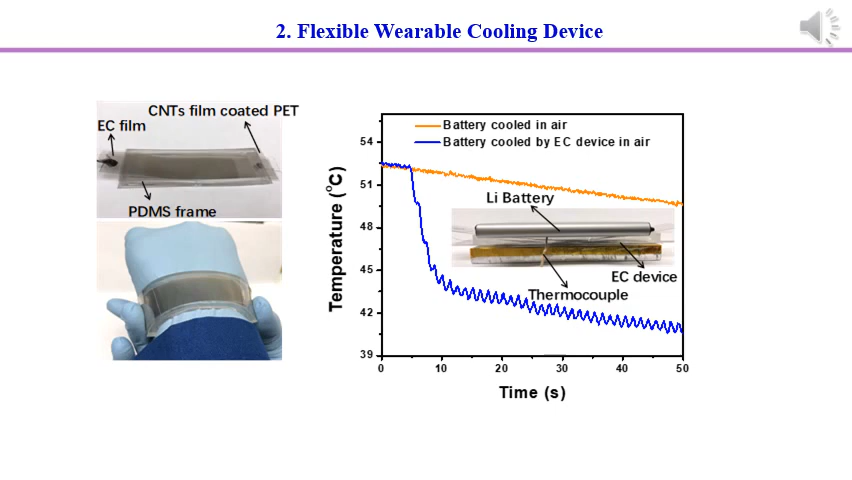 2. Flexible Wearable Cooling Device
CNTs film coated PET
EC film
PDMS frame
Battery cooled in air
Battery cooled by EC device in air
Temperature (°C)
54
51
48
45
42
39
Li Battery
EC device
Thermocouple
0
10
20
30
40
50
Time (s)